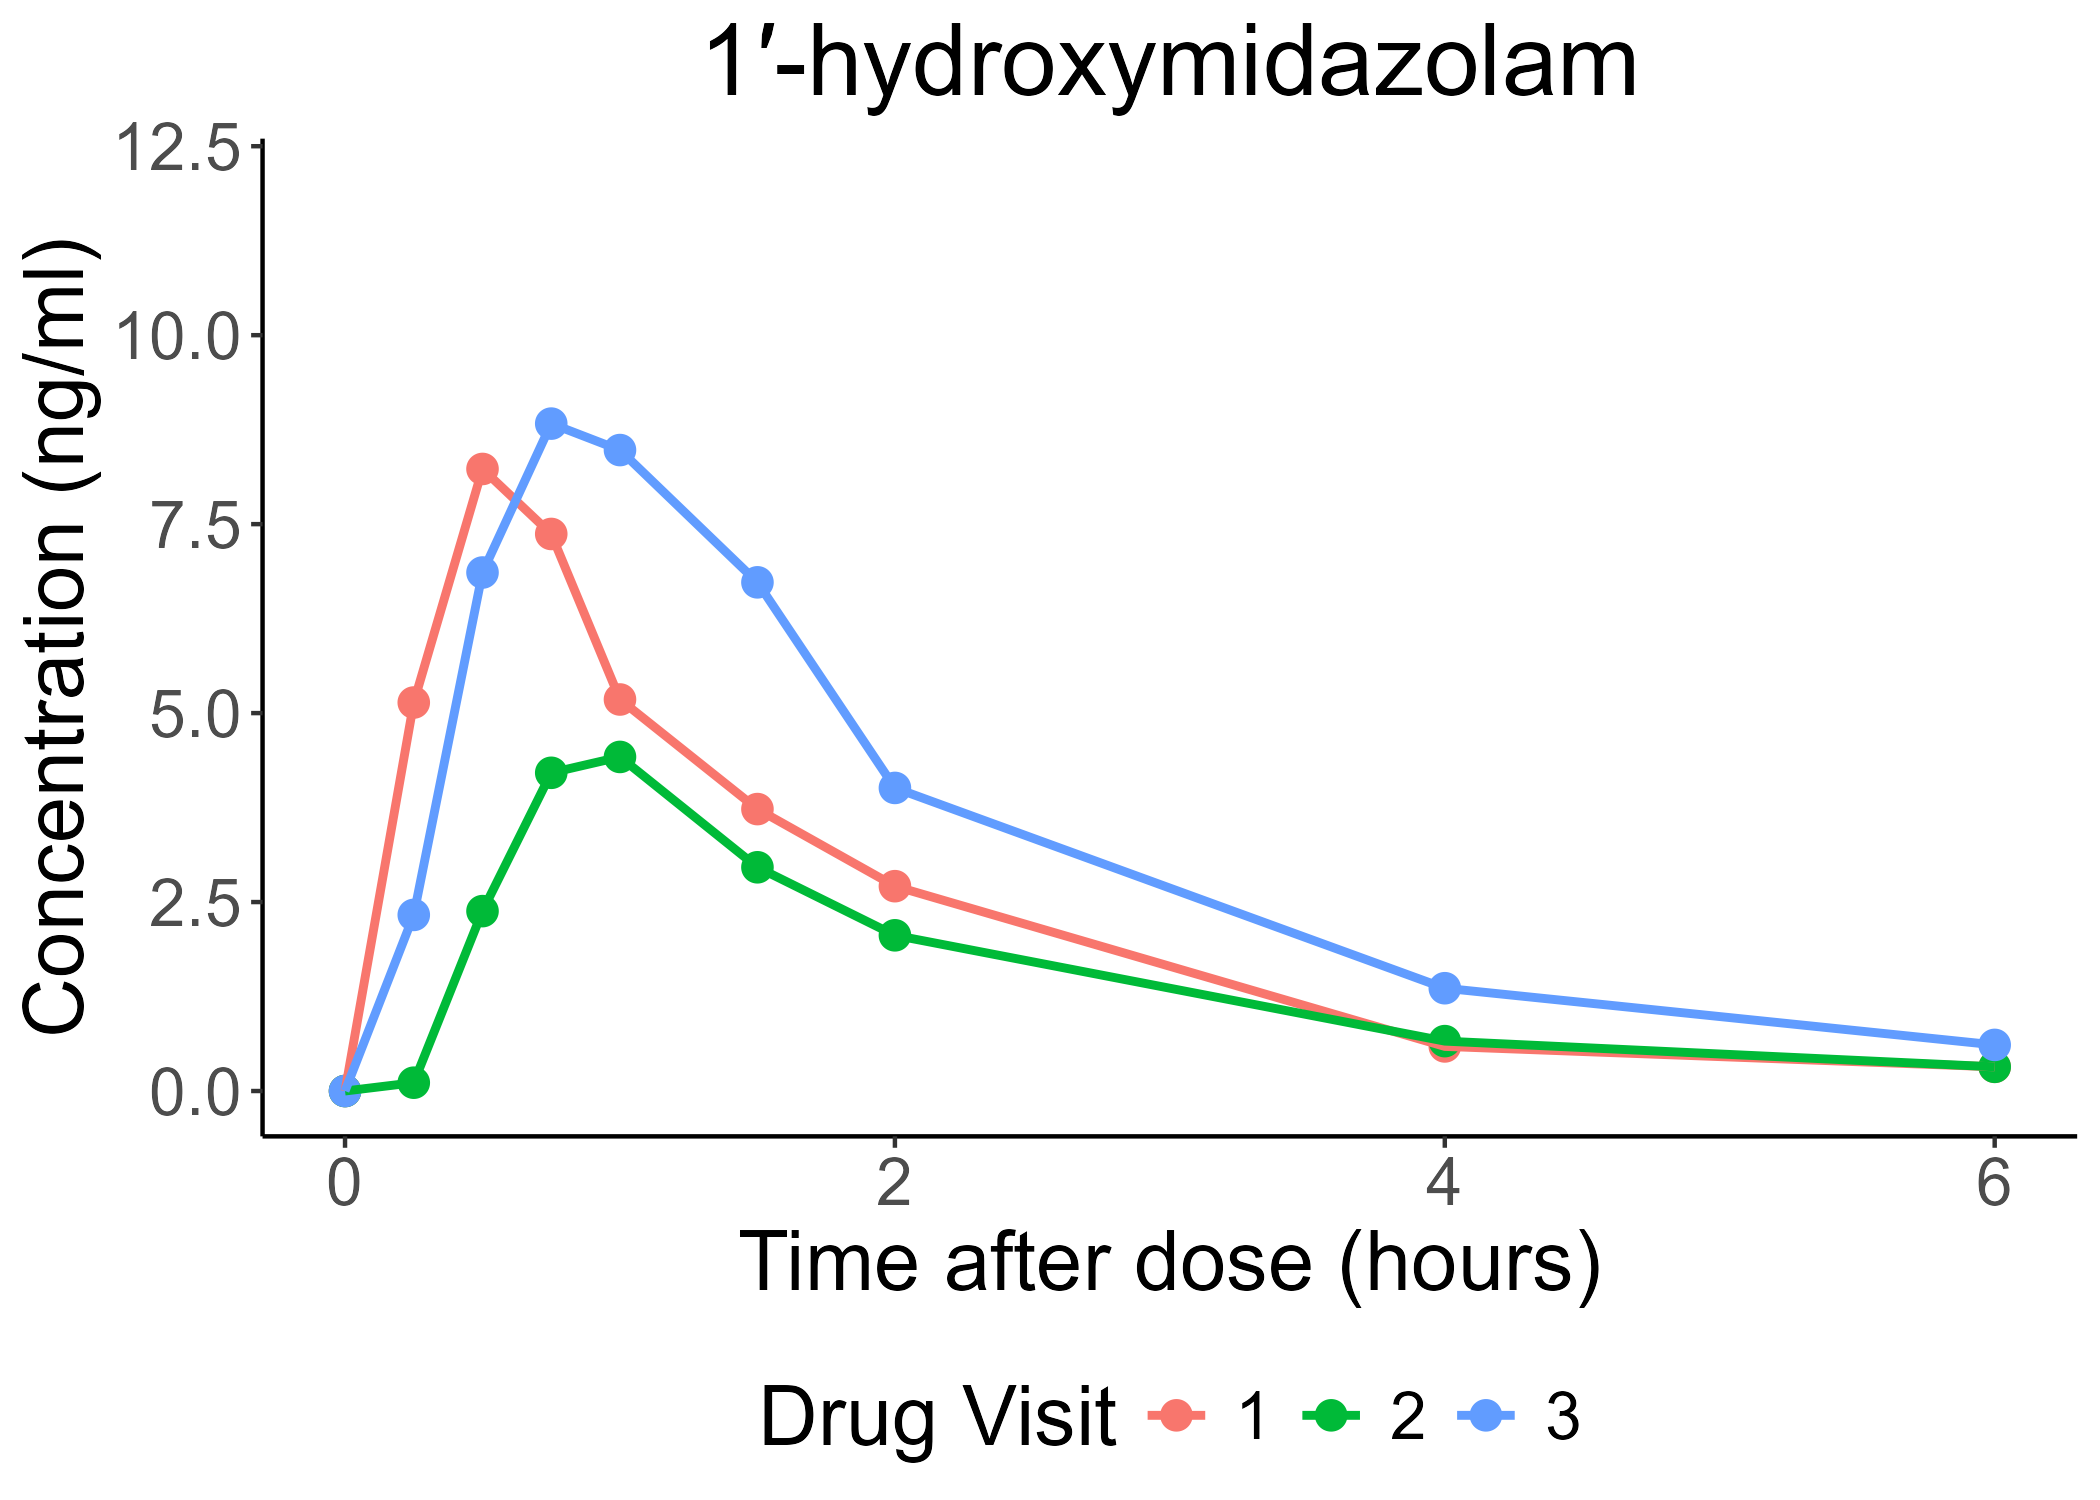 1′-hydroxymidazolam
12.5
10.0
7.5
5.0
2.5
0.0
Concentration (ng/ml)
0 2 4 6
Time after dose (hours)
Drug Visit 1 2 3